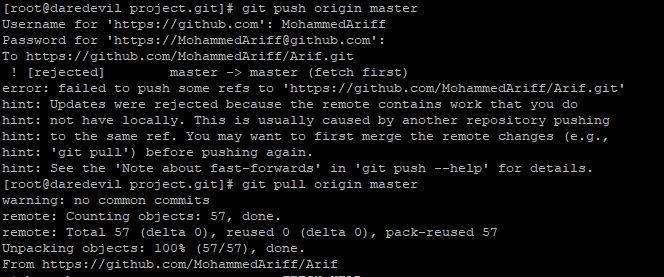 [root@daredevil project.git]# git push origin master
Username for 'https://github.com': MohammedAriff
Password for 'https://MohammedAriff@github.com':
To https://github.com/MohammedAriff/Arif.git
 ! [rejected]        master -> master (fetch first)
error: failed to push some refs to 'https://github.com/MohammedAriff/Arif.git'
hint: Updates were rejected because the remote contains work that you do
hint: not have locally. This is usually caused by another repository pushing
hint: to the same ref. You may want to first merge the remote changes (e.g.,
hint: 'git pull') before pushing again.
hint: See the 'Note about fast-forwards' in 'git push --help' for details.
[root@daredevil project.git]# git pull origin master
warning: no common commits
remote: Counting objects: 57, done.
remote: Total 57 (delta 0), reused 0 (delta 0), pack-reused 57
Unpacking objects: 100% (57/57), done.
From https://github.com/MohammedAriff/Arif